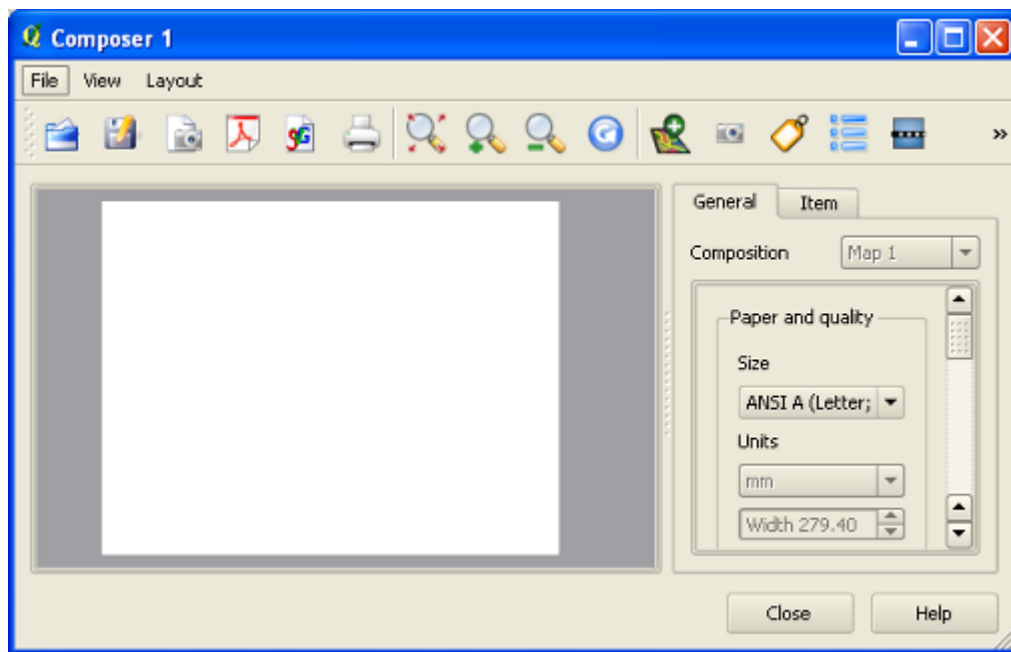 Composer 1
File View Layout
General Item
Composition Map 1
Paper and quality
Size
ANSI A (Letter;
Units
mm
Width 279.40
Close Help